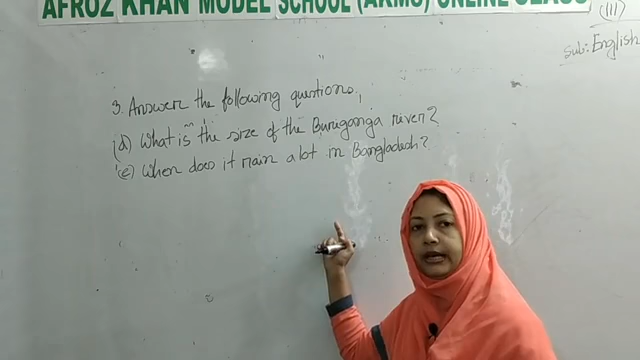 AFROZ KHAN MODEL SCHOOL (AKMS) ONLINE CLASS
(III)
Sub: English
3. Answer the following questions.
(d) What is the size of the Buriganga river?
(e) When does it rain a lot in Bangladesh?